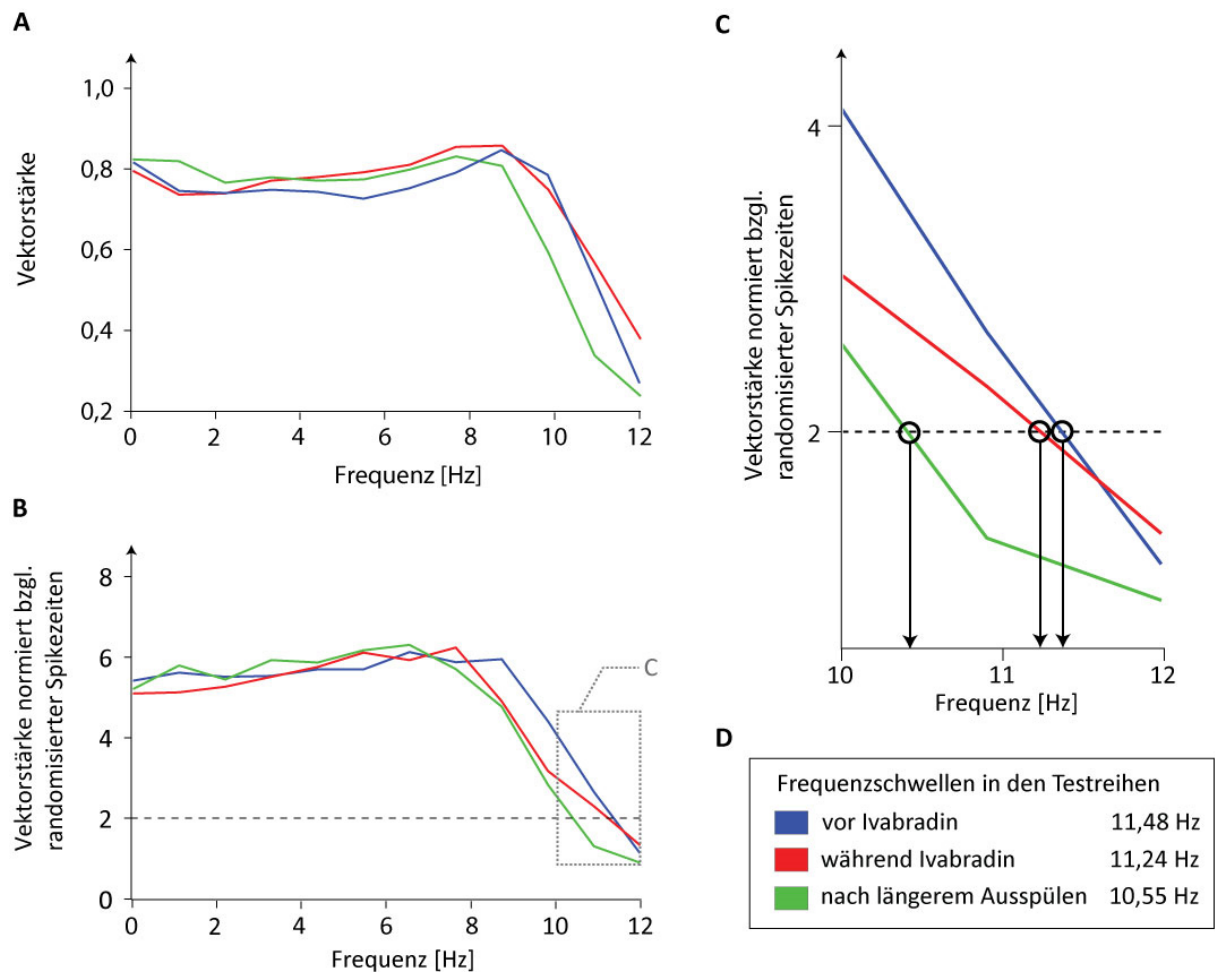 A
1,0
0,8
0,6
0,4
0,2
Vektorstärke
0 2 4 6 8 10 12
Frequenz [Hz]
B
8
6
4
2
0
Vektorstärke normiert bzgl.
randomisierter Spikezeiten
C
0 2 4 6 8 10 12
Frequenz [Hz]
C
4
2
Vektorstärke normiert bzgl.
randomisierter Spikezeiten
10 11 12
Frequenz [Hz]
D
Frequenzschwellen in den Testreihen
vor Ivabradin 11,48 Hz
während Ivabradin 11,24 Hz
nach längerem Ausspülen 10,55 Hz